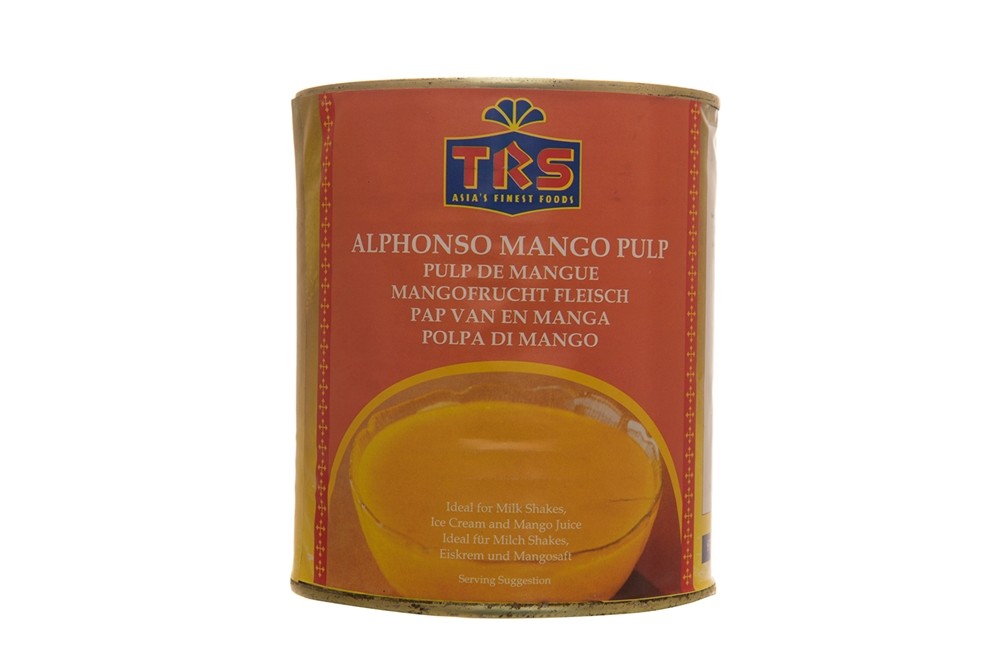 TRS
ASIA'S FINEST FOODS
ALPHONSO MANGO PULP
PULP DE MANGUE
MANGOFRUCHT FLEISCH
PAP VAN EN MANGA
POLPA DI MANGO
Ideal for Milk Shakes,
Ice Cream and Mango Juice
Ideal für Milch Shakes,
Eiskrem und Mangosaft
Serving Suggestion